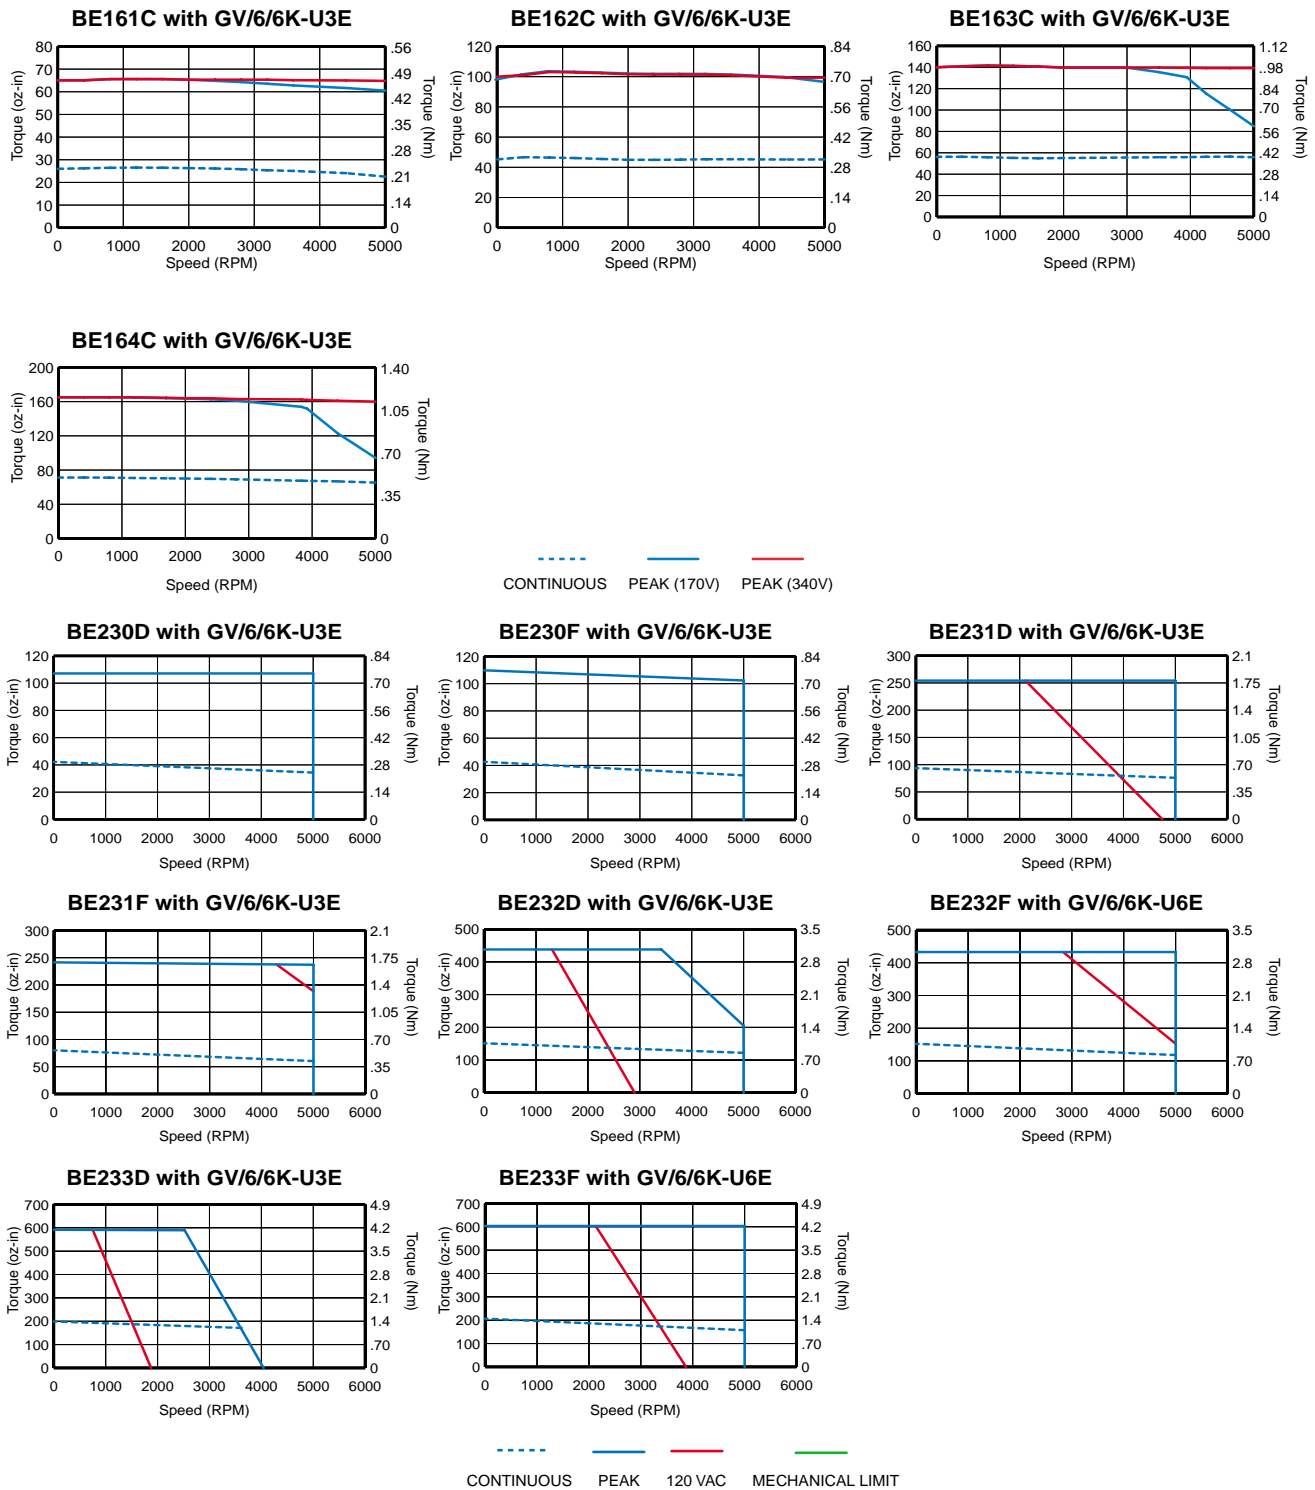 BE161C with GV/6/6K-U3E
80
70
60
50
40
30
20
10
0
Torque (oz-in)
.56
.49
.42
.35
.28
.21
.14
0
Torque (Nm)
0 1000 2000 3000 4000 5000
Speed (RPM)
BE162C with GV/6/6K-U3E
120
100
80
60
40
20
0
Torque (oz-in)
.84
.70
.56
.42
.28
.14
0
Torque (Nm)
0 1000 2000 3000 4000 5000
Speed (RPM)
BE163C with GV/6/6K-U3E
160
140
120
100
80
60
40
20
0
Torque (oz-in)
1.12
.98
.84
.70
.56
.42
.28
.14
0
Torque (Nm)
0 1000 2000 3000 4000 5000
Speed (RPM)
BE164C with GV/6/6K-U3E
200
160
120
80
40
0
Torque (oz-in)
1.40
1.05
.70
.35
0
Torque (Nm)
0 1000 2000 3000 4000 5000
Speed (RPM)
CONTINUOUS PEAK (170V) PEAK (340V)
BE230D with GV/6/6K-U3E
120
100
80
60
40
20
0
Torque (oz-in)
.84
.70
.56
.42
.28
.14
0
Torque (Nm)
0 1000 2000 3000 4000 5000 6000
Speed (RPM)
BE230F with GV/6/6K-U3E
120
100
80
60
40
20
0
Torque (oz-in)
.84
.70
.56
.42
.28
.14
0
Torque (Nm)
0 1000 2000 3000 4000 5000 6000
Speed (RPM)
BE231D with GV/6/6K-U3E
300
250
200
150
100
50
0
Torque (oz-in)
2.1
1.75
1.4
1.05
.70
.35
0
Torque (Nm)
0 1000 2000 3000 4000 5000 6000
Speed (RPM)
BE231F with GV/6/6K-U3E
300
250
200
150
100
50
0
Torque (oz-in)
2.1
1.75
1.4
1.05
.70
.35
0
Torque (Nm)
0 1000 2000 3000 4000 5000 6000
Speed (RPM)
BE232D with GV/6/6K-U3E
500
400
300
200
100
0
Torque (oz-in)
3.5
2.8
2.1
1.4
.70
0
Torque (Nm)
0 1000 2000 3000 4000 5000 6000
Speed (RPM)
BE232F with GV/6/6K-U6E
500
400
300
200
100
0
Torque (oz-in)
3.5
2.8
2.1
1.4
.70
0
Torque (Nm)
0 1000 2000 3000 4000 5000 6000
Speed (RPM)
BE233D with GV/6/6K-U3E
700
600
500
400
300
200
100
0
Torque (oz-in)
4.9
4.2
3.5
2.8
2.1
1.4
.70
0
Torque (Nm)
0 1000 2000 3000 4000 5000 6000
Speed (RPM)
BE233F with GV/6/6K-U6E
700
600
500
400
300
200
100
0
Torque (oz-in)
4.9
4.2
3.5
2.8
2.1
1.4
.70
0
Torque (Nm)
0 1000 2000 3000 4000 5000 6000
Speed (RPM)
CONTINUOUS PEAK 120 VAC MECHANICAL LIMIT